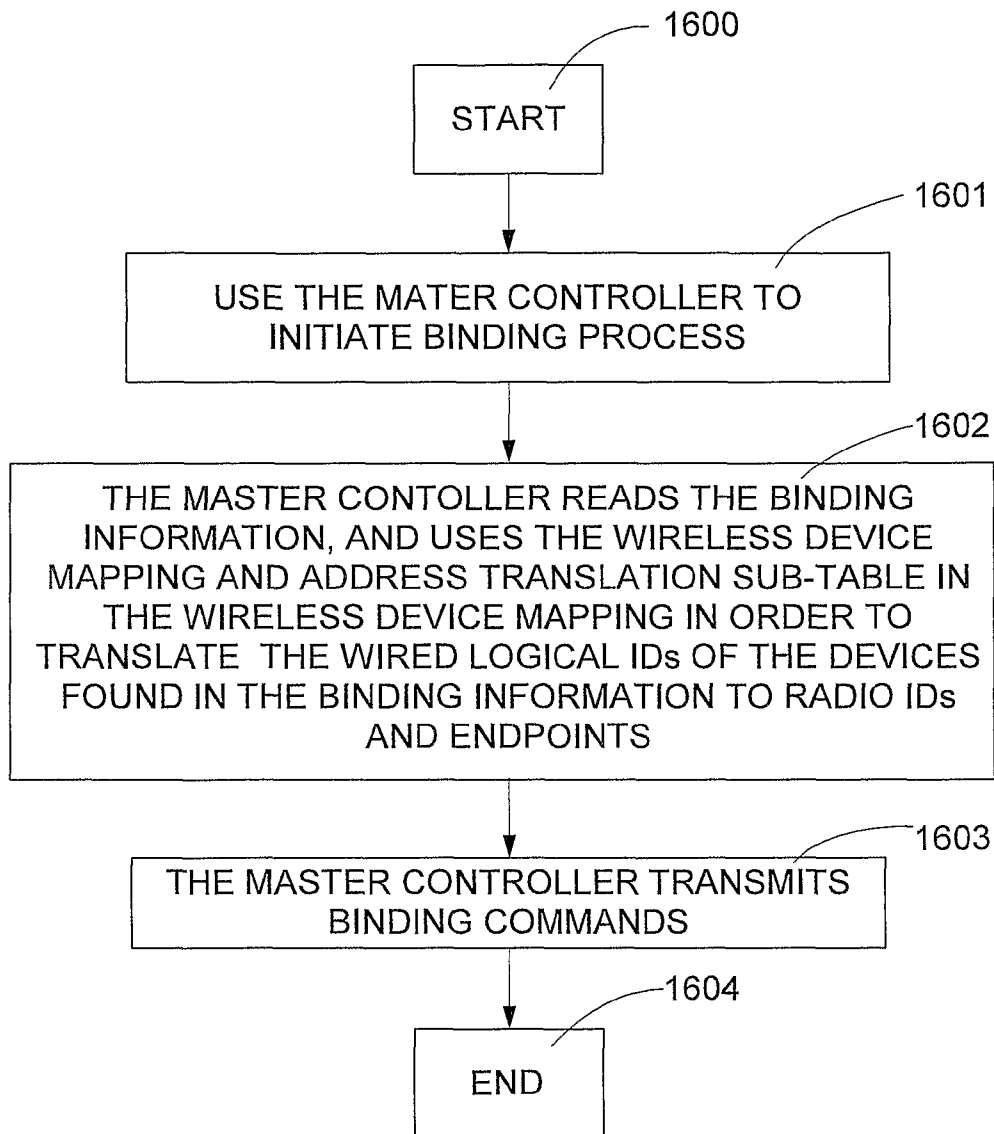 1600
START
1601
USE THE MATER CONTROLLER TO
INITIATE BINDING PROCESS
1602
THE MASTER CONTOLLER READS THE BINDING
INFORMATION, AND USES THE WIRELESS DEVICE
MAPPING AND ADDRESS TRANSLATION SUB-TABLE IN
THE WIRELESS DEVICE MAPPING IN ORDER TO
TRANSLATE THE WIRED LOGICAL IDs OF THE DEVICES
FOUND IN THE BINDING INFORMATION TO RADIO IDs
AND ENDPOINTS
1603
THE MASTER CONTROLLER TRANSMITS
BINDING COMMANDS
1604
END